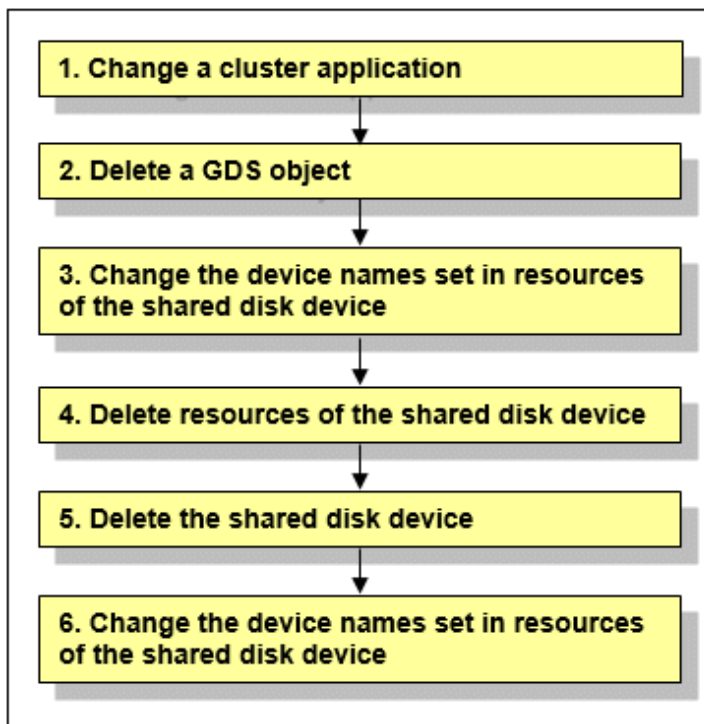 1. Change a cluster application
2. Delete a GDS object
3. Change the device names set in resources
of the shared disk device
4. Delete resources of the shared disk device
5. Delete the shared disk device
6. Change the device names set in resources
of the shared disk device